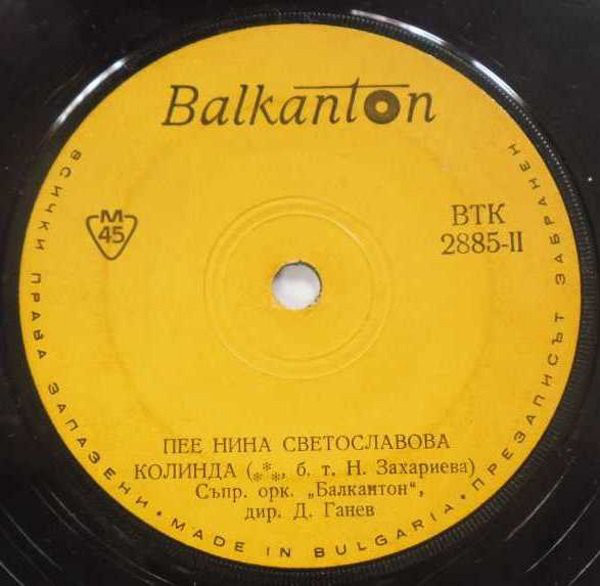 Balkanton
M
45
ВТК
2885-II
ПЕЕ НИНА СВЕТОСЛАВОВА
КОЛИНДА (***, б. т. Н. Захариева)
Съпр. орк. „Балкантон“,
дир. Д. Ганев
ВСИЧКИ ПРАВА ЗАПАЗЕНИ • MADE IN BULGARIA • ПРЕЗАПИСЪТ ЗАБРАНЕН